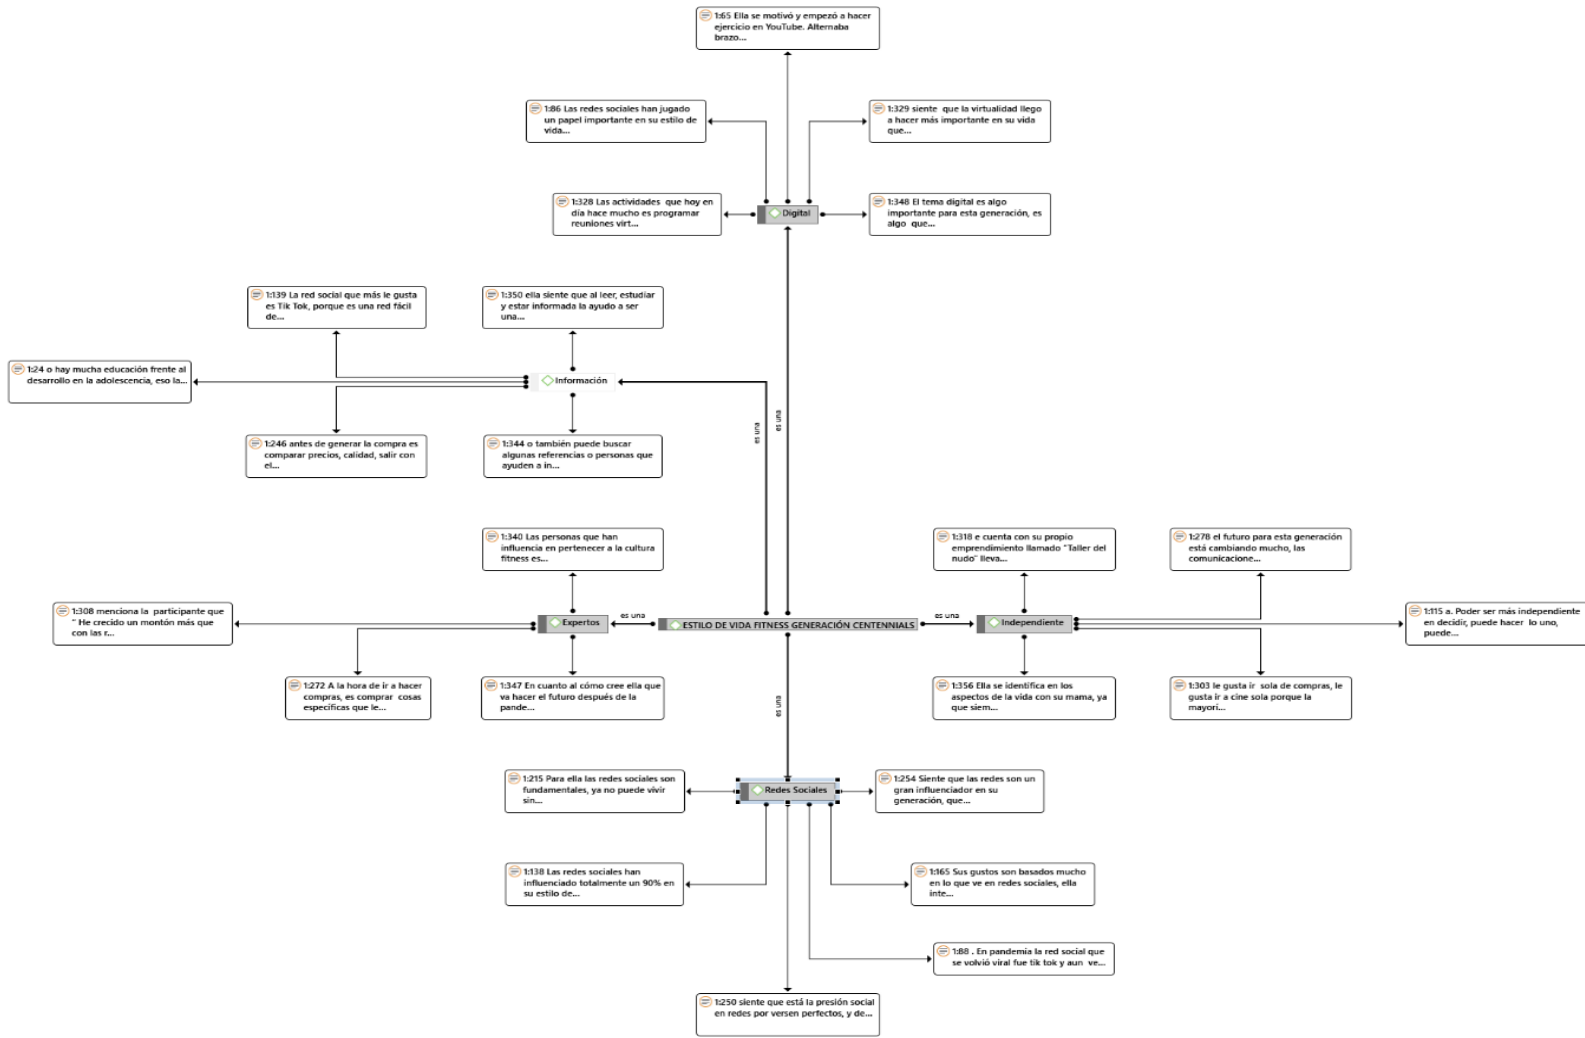 1:65 Ella se motivó y empezó a hacer
ejercicio en YouTube. Alternaba
brazo...
1:86 Las redes sociales han jugado
un papel importante en su estilo de
vida...
1:329 siente que la virtualidad llego
a hacer más importante en su vida
que...
1:328 Las actividades que hoy en
día hace mucho es programar
reuniones virt...
Digital
1:348 El tema digital es algo
importante para esta generación, es
algo que...
1:139 La red social que más le gusta
es Tik Tok, porque es una red fácil
de...
1:350 ella siente que al leer, estudiar
y estar informada la ayudo a ser
una...
1:24 o hay mucha educación frente al
desarrollo en la adolescencia, eso la...
Información
es una
es una
1:246 antes de generar la compra es
comparar precios, calidad, salir con
el...
1:344 o también puede buscar
algunas referencias o personas que
ayuden a in...
1:340 Las personas que han
influencia en pertenecer a la cultura
fitness es...
1:318 e cuenta con su propio
emprendimiento llamado "Taller del
nudo" lleva...
1:278 el futuro para esta generación
está cambiando mucho, las
comunicacione...
1:308 menciona la participante que
" He crecido un montón más que
con las r...
Expertos
es una
ESTILO DE VIDA FITNESS GENERACIÓN CENTENNIALS
es una
Independiente
1:115 a. Poder ser más independiente
en decidir, puede hacer lo uno,
puede...
1:272 A la hora de ir a hacer
compras, es comprar cosas
específicas que le...
1:347 En cuanto al cómo cree ella que
va hacer el futuro después de la
pande...
es una
1:356 Ella se identifica en los
aspectos de la vida con su mama, ya
que siem...
1:303 le gusta ir sola de compras, le
gusta ir a cine sola porque la
mayorí...
1:215 Para ella las redes sociales son
fundamentales, ya no puede vivir
sin...
Redes Sociales
1:254 Siente que las redes son un
gran influenciador en su
generación, que...
1:138 Las redes sociales han
influenciado totalmente un 90% en
su estilo de...
1:165 Sus gustos son basados mucho
en lo que ve en redes sociales, ella
inte...
1:88 . En pandemia la red social que
se volvió viral fue tik tok y aun ve...
1:250 siente que está la presión social
en redes por versen perfectos, y de...